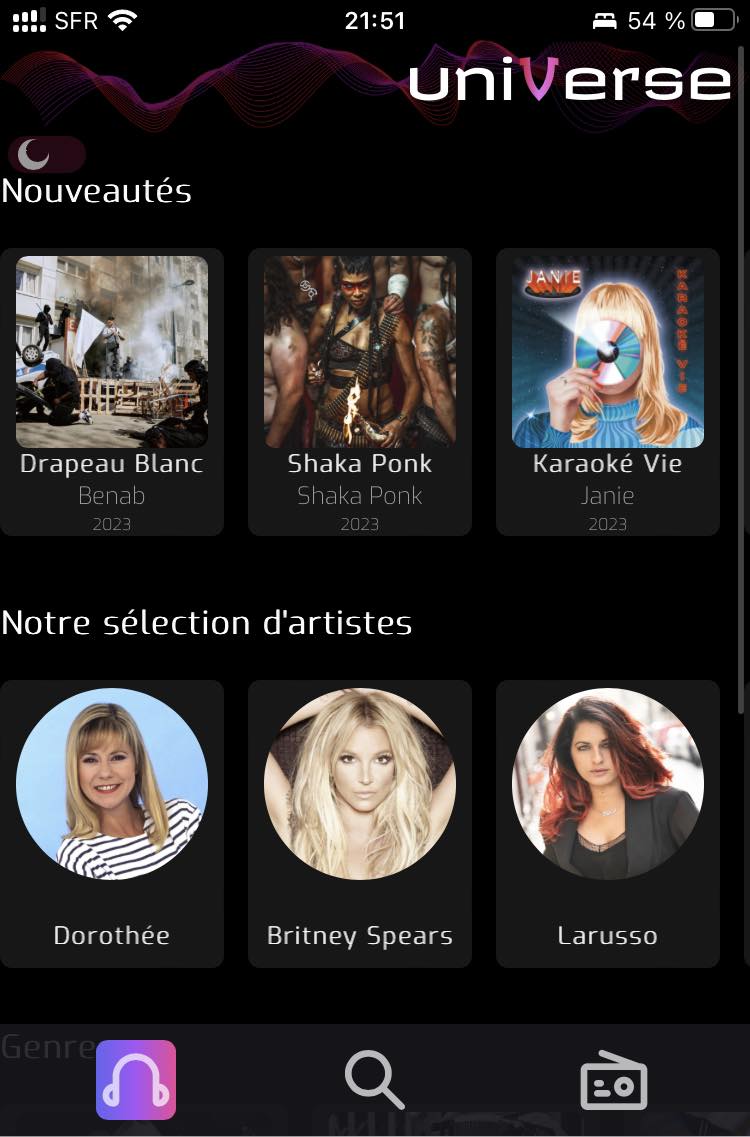 SFR 21:51 54 %
uniVerse
Nouveautés
JANIE
KARAOKÉ VIE
Drapeau Blanc Shaka Ponk Karaoké Vie
Benab Shaka Ponk Janie
2023 2023 2023
Notre sélection d'artistes
Dorothée Britney Spears Larusso
Genre